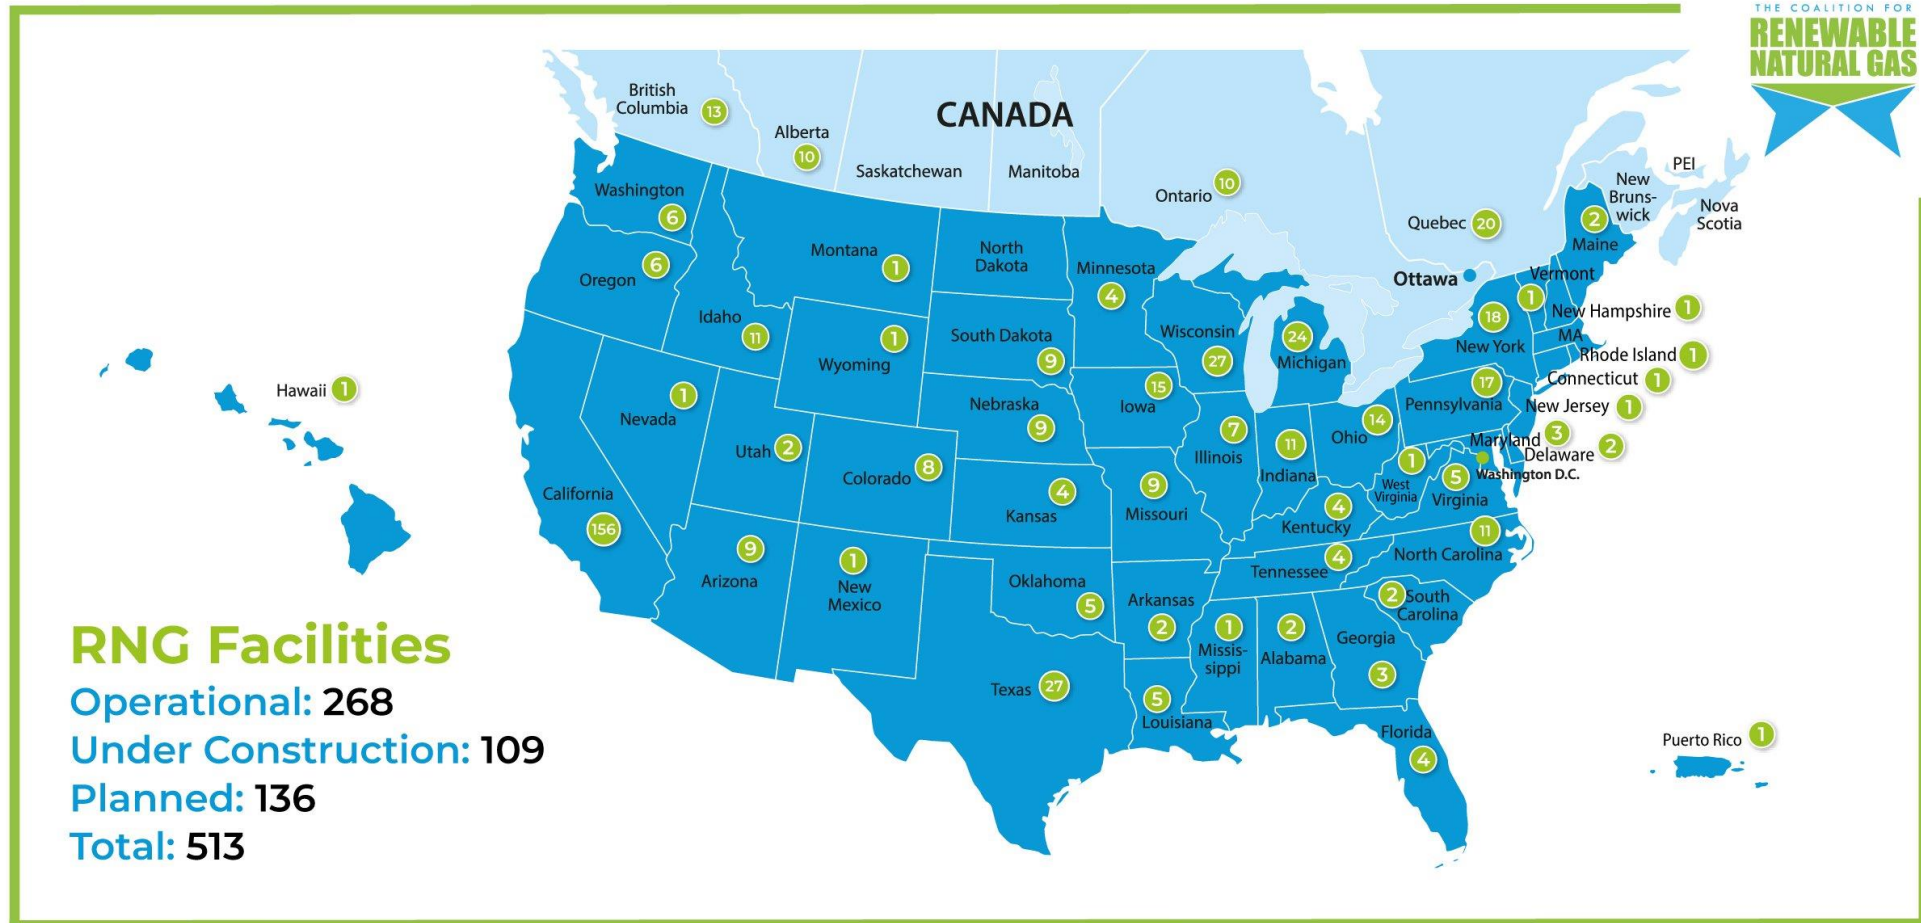 THE COALITION FOR
RENEWABLE
NATURAL GAS
CANADA
British
Columbia 13
Alberta
10
Saskatchewan
Manitoba
Ontario 10
Quebec 20
PEI
New
Bruns-
wick
Nova
Scotia
Ottawa
Washington
6
Oregon 6
Idaho
11
Montana
1
North
Dakota
Minnesota
4
Wisconsin
27
24
Michigan
2
Maine
Vermont
1
New Hampshire 1
18
New York
MA
Rhode Island 1
Connecticut 1
New Jersey 1
Maryland 3
Delaware 2
Washington D.C.
Wyoming
1
South Dakota
9
Nebraska
9
15
Iowa
7
Illinois
11
Indiana
Ohio 14
17
Pennsylvania
1
West
Virginia
5
Virginia
Hawaii 1
Nevada
1
Utah 2
Colorado 8
Kansas
4
9
Missouri
4
Kentucky
California
156
9
Arizona
1
New
Mexico
Oklahoma
5
Arkansas
2
Tennessee 4
11
North Carolina
2 South
Carolina
1
Missis-
sippi
2
Alabama
Georgia
3
Texas 27
5
Louisiana
Florida
4
Puerto Rico 1
RNG Facilities
Operational: 268
Under Construction: 109
Planned: 136
Total: 513